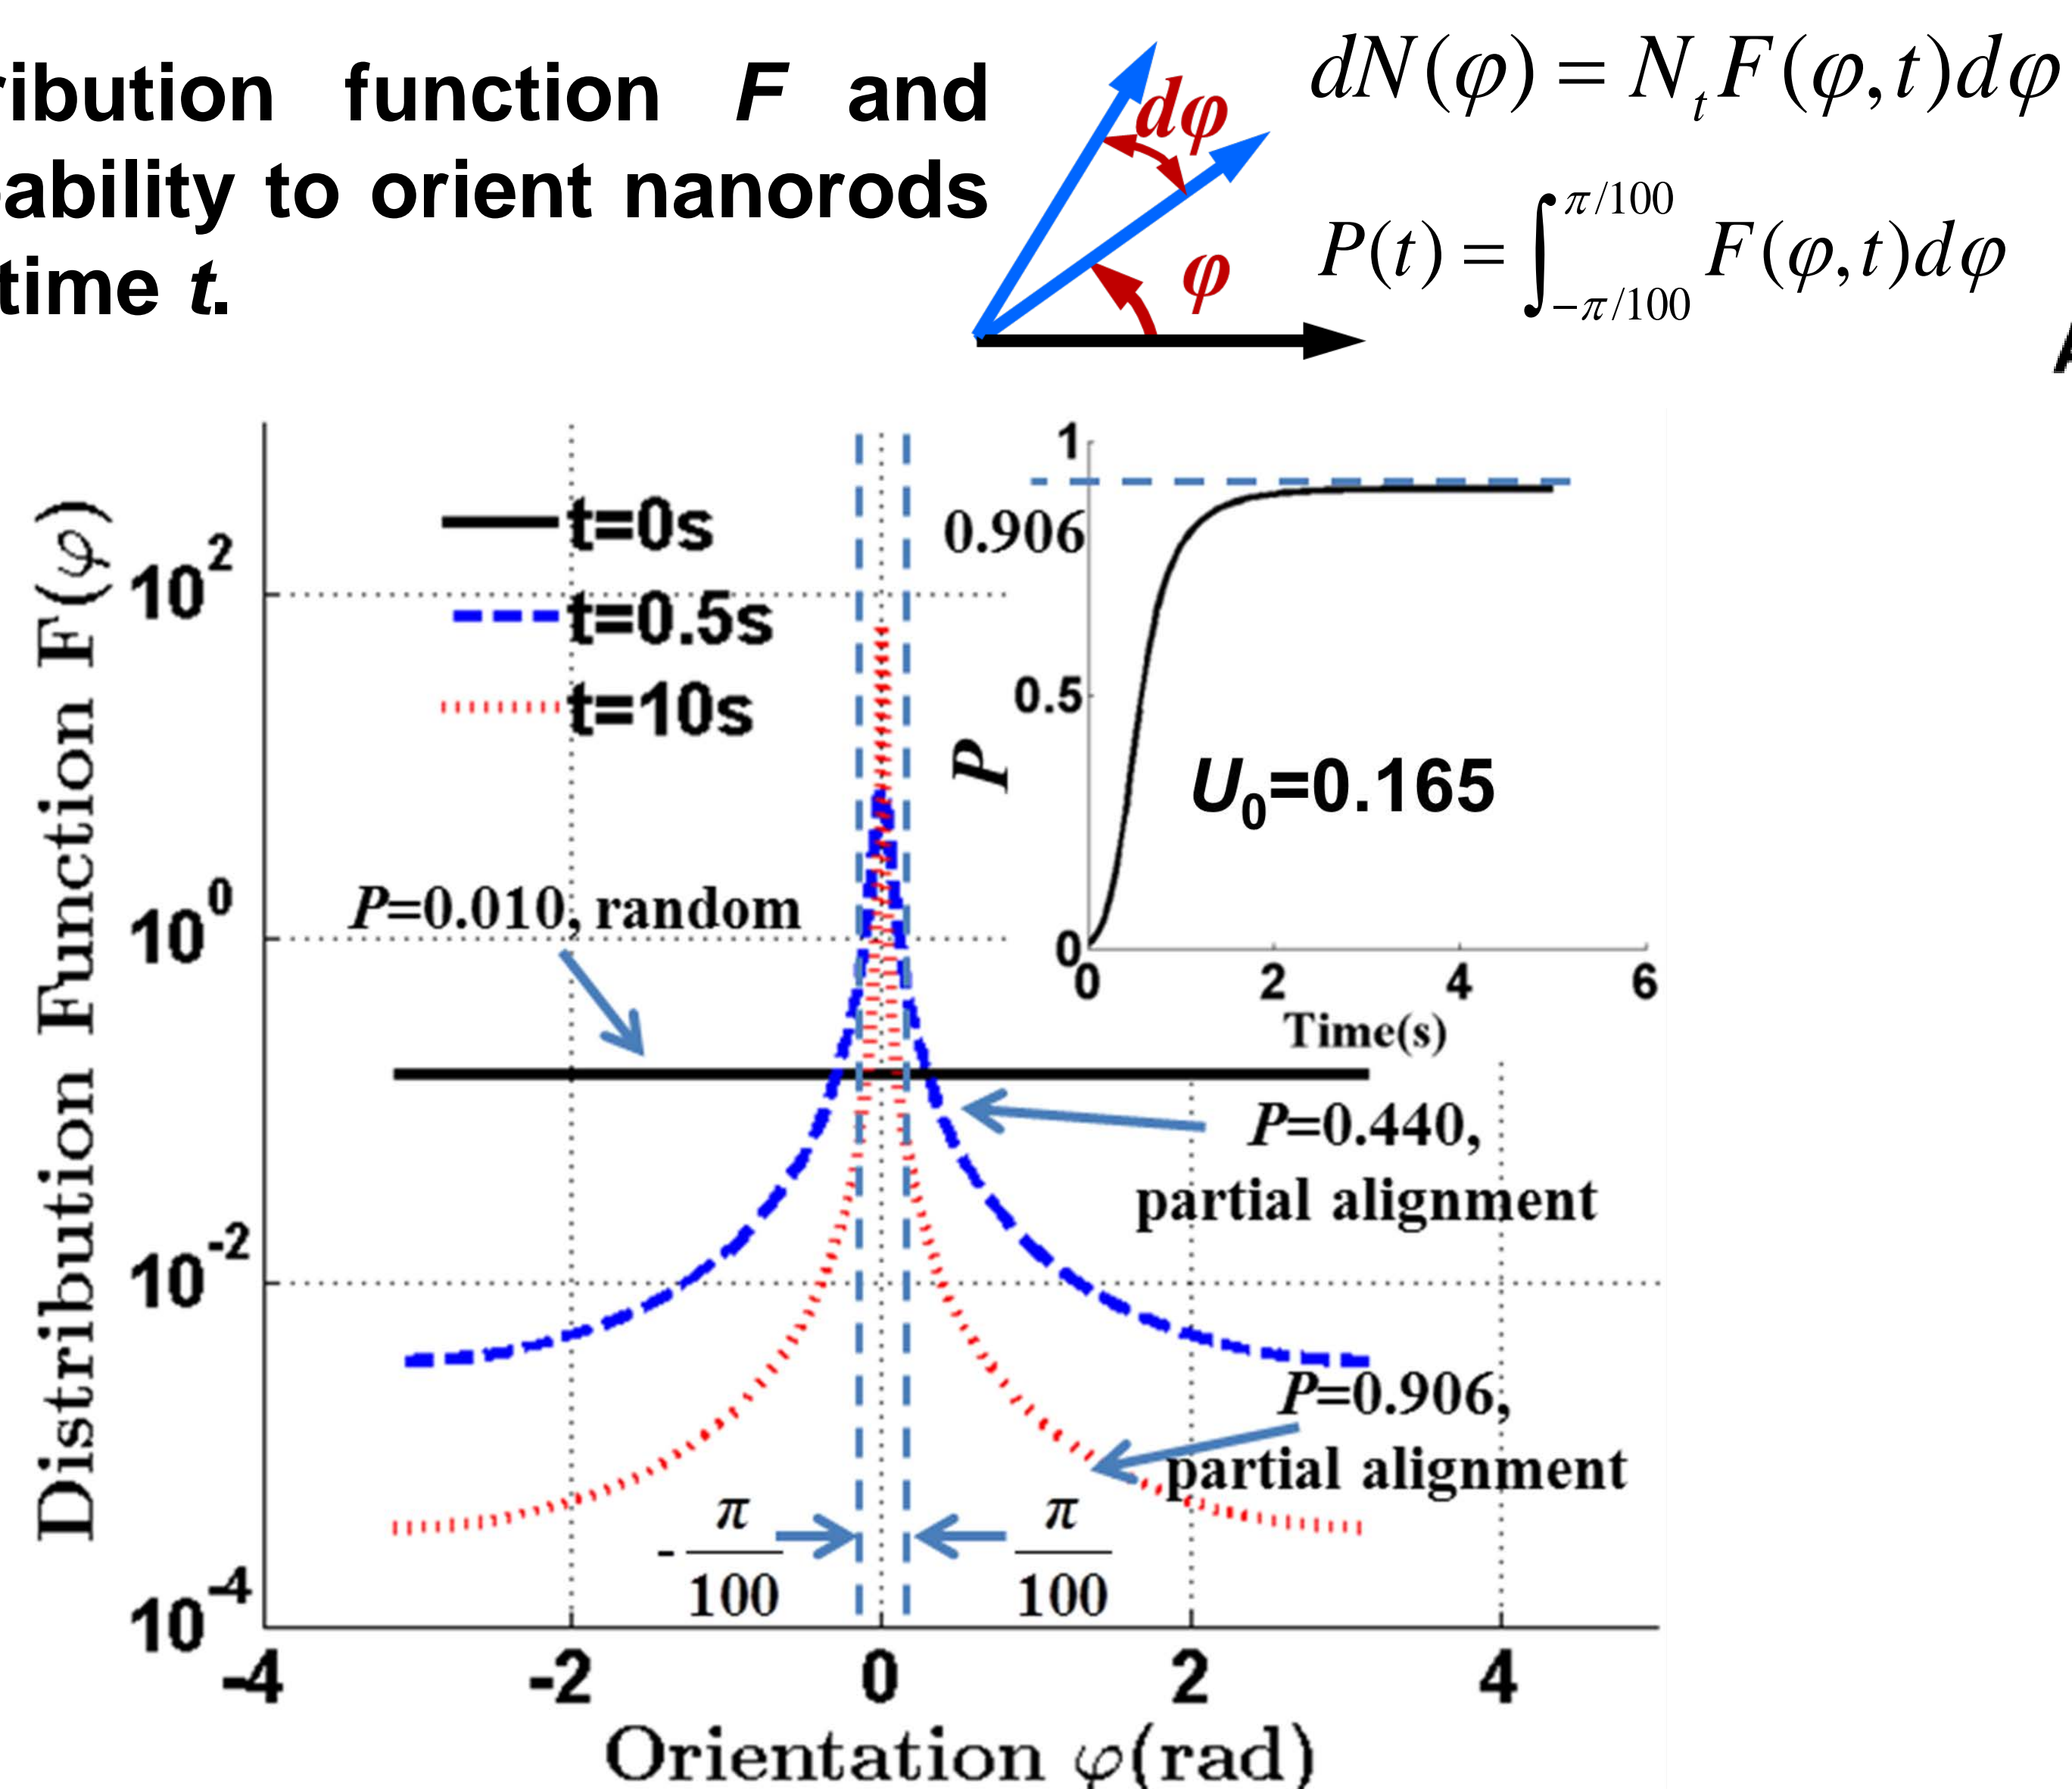 ribution function F and
ability to orient nanorods
time t.
dφ
φ
dN(φ) = N_t F(φ,t)dφ
P(t) = ∫_{-π/100}^{π/100} F(φ,t)dφ
Distribution Function F(φ)
10^2
10^0
10^-2
10^-4
t=0s
t=0.5s
t=10s
P=0.010, random
P=0.440,
partial alignment
P=0.906,
partial alignment
-π/100
π/100
-4 -2 0 2 4
Orientation φ(rad)
1
0.906
0.5
0
P
U_0=0.165
0 2 4 6
Time(s)